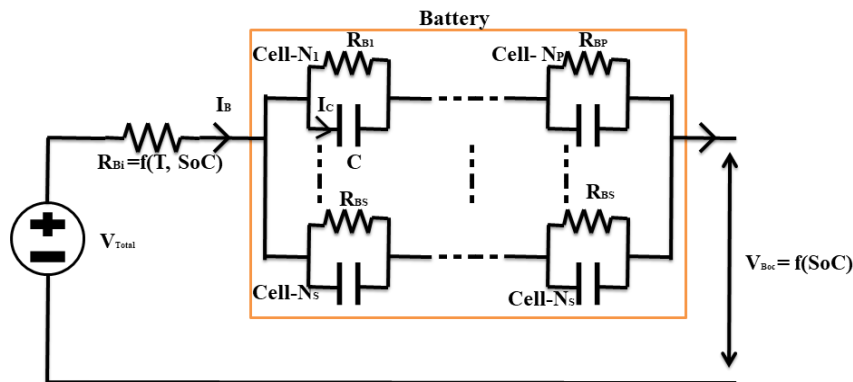 Battery
Cell-N1
RB1
Cell- NP
RBP
IB
IC
RBi =f(T, SoC)
C
RBS
RBS
VTotal
VBoc= f(SoC)
Cell-NS
Cell-NS